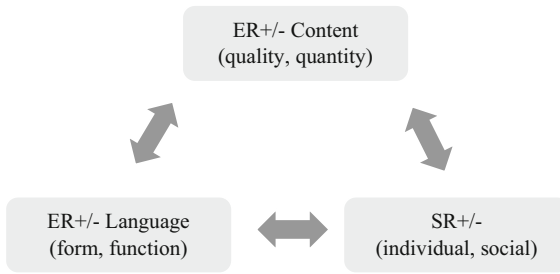 ER+/- Content
(quality, quantity)
ER+/- Language
(form, function)
SR+/-
(individual, social)